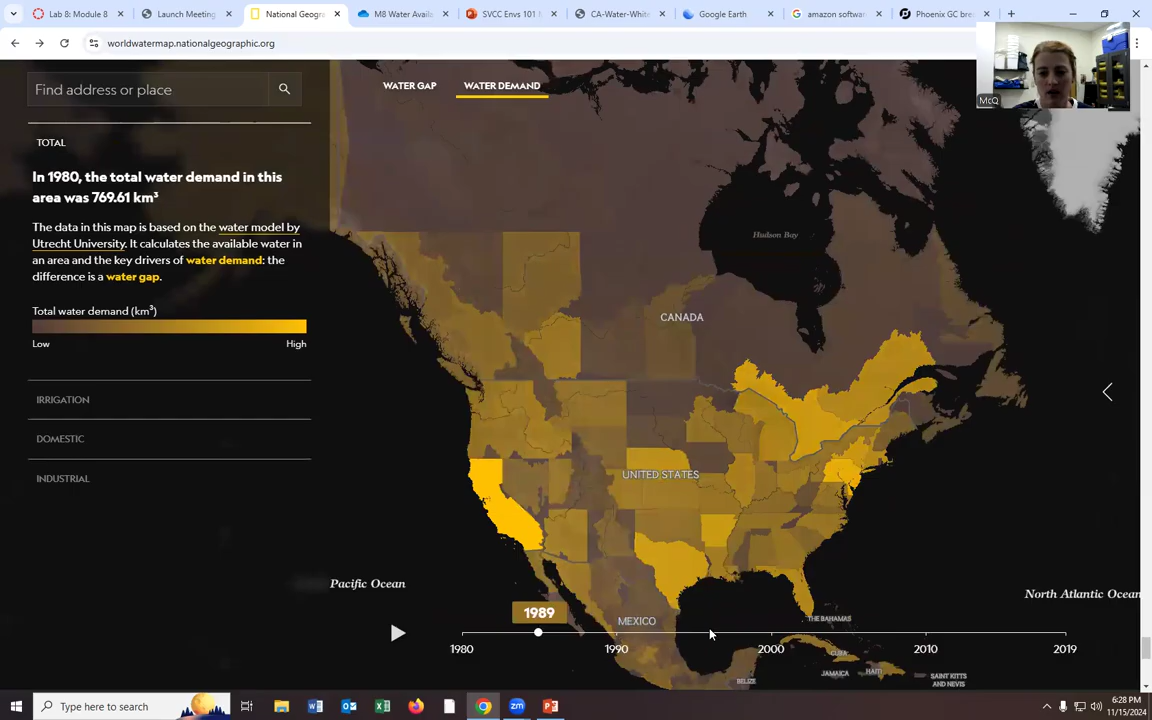 Lab 8: Module 8
Launch Meeting
National Geogra
M8 Water Availa
SVCC Envs 101 M
CA-Water-White
Google Earth
amazon softwar
Phoenix GC bre
worldwatermap.nationalgeographic.org
McQ
Find address or place
WATER GAP
WATER DEMAND
TOTAL
In 1980, the total water demand in this
area was 769.61 km³
The data in this map is based on the water model by
Utrecht University. It calculates the available water in
an area and the key drivers of water demand: the
difference is a water gap.
Total water demand (km³)
Low
High
IRRIGATION
DOMESTIC
INDUSTRIAL
Hudson Bay
CANADA
UNITED STATES
Pacific Ocean
North Atlantic Ocean
MEXICO
THE BAHAMAS
CUBA
JAMAICA
HAITI
SAINT KITTS
AND NEVIS
BELIZE
1989
1980
1990
2000
2010
2019
Type here to search
6:28 PM
11/15/2024